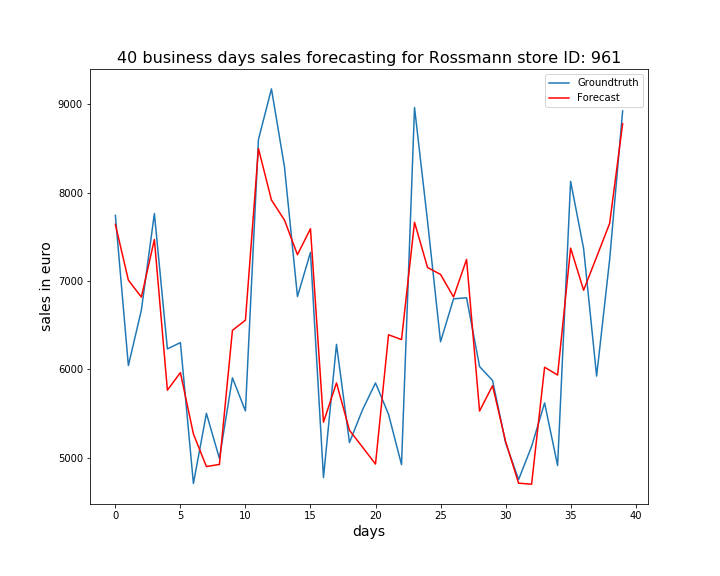 40 business days sales forecasting for Rossmann store ID: 961
Groundtruth
Forecast
9000
8000
7000
6000
5000
sales in euro
0 5 10 15 20 25 30 35 40
days